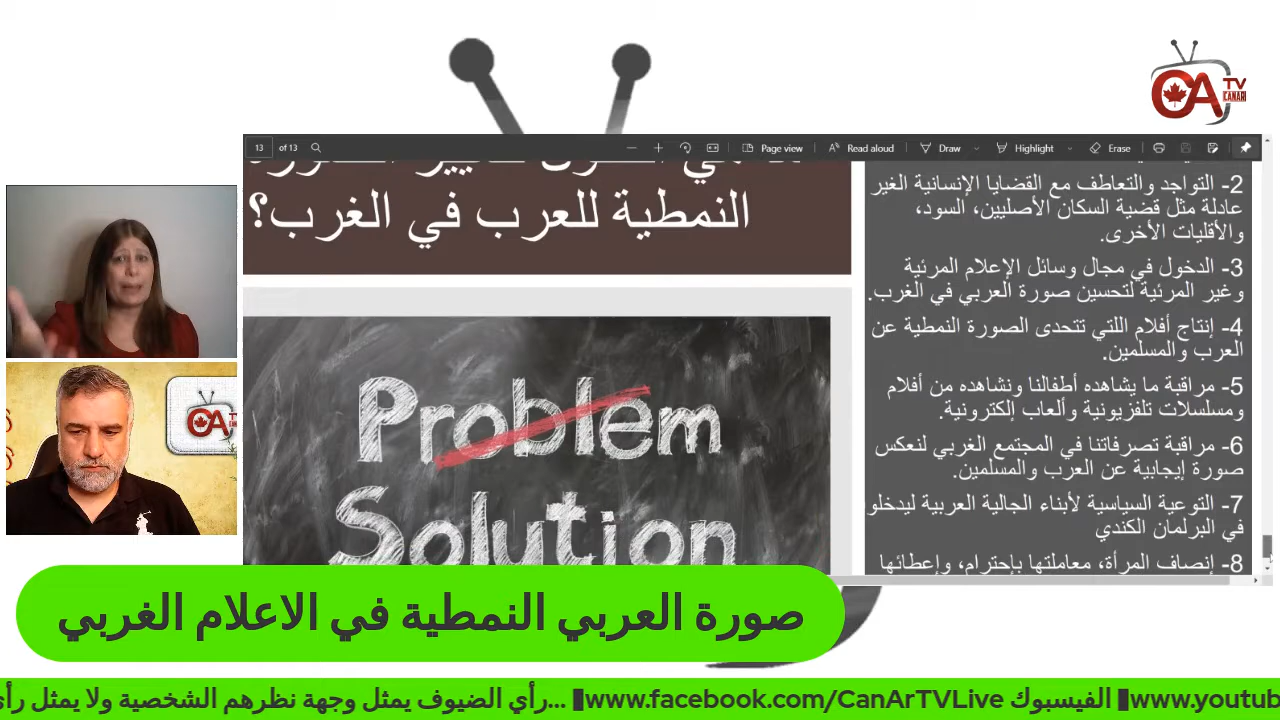 CA TV
CANARI
13 of 13
Page view
Read aloud
Draw
Highlight
Erase
النمطية للعرب في الغرب؟
2- التواجد والتعاطف مع القضايا الإنسانية الغير
عادلة مثل قضية السكان الأصليين، السود،
والأقليات الأخرى.
3- الدخول في مجال وسائل الإعلام المرئية
وغير المرئية لتحسين صورة العربي في الغرب.
4- إنتاج أفلام اللتي تتحدى الصورة النمطية عن
العرب والمسلمين.
5- مراقبة ما يشاهده أطفالنا ونشاهده من أفلام
ومسلسلات تلفزيونية وألعاب إلكترونية.
6- مراقبة تصرفاتنا في المجتمع الغربي لنعكس
صورة إيجابية عن العرب والمسلمين.
7- التوعية السياسية لأبناء الجالية العربية ليدخلو
في البرلمان الكندي
8- إنصاف المرأة، معاملتها بإحترام، وإعطائها
Problem
Solution
CA
صورة العربي النمطية في الاعلام الغربي
www.youtub
الفيسبوك www.facebook.com/CanArTVLive
...رأي الضيوف يمثل وجهة نظرهم الشخصية ولا يمثل رأي